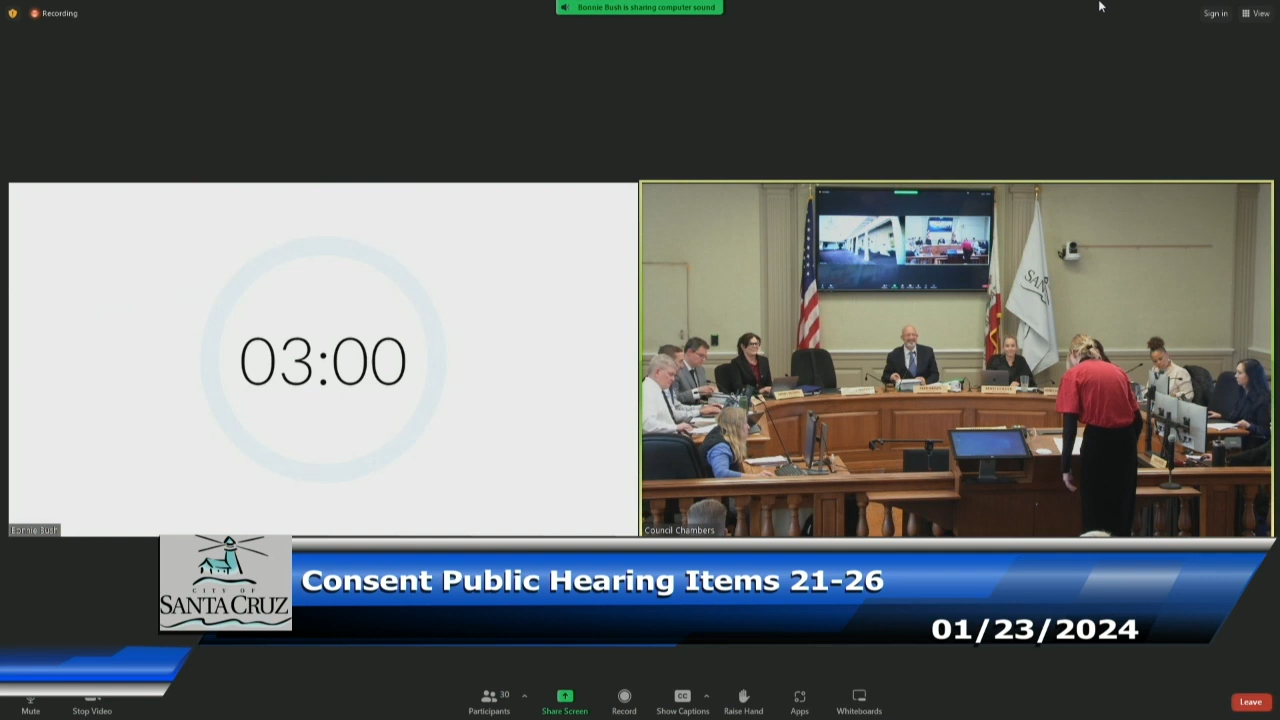 Recording
Bonnie Bush is sharing computer sound
Sign in
View
03:00
Bonnie Bush
Council Chambers
CITY OF
SANTA CRUZ
Consent Public Hearing Items 21-26
01/23/2024
Mute
Stop Video
Participants
30
Share Screen
CC
Record
Show Captions
Raise Hand
Apps
Whiteboards
Leave